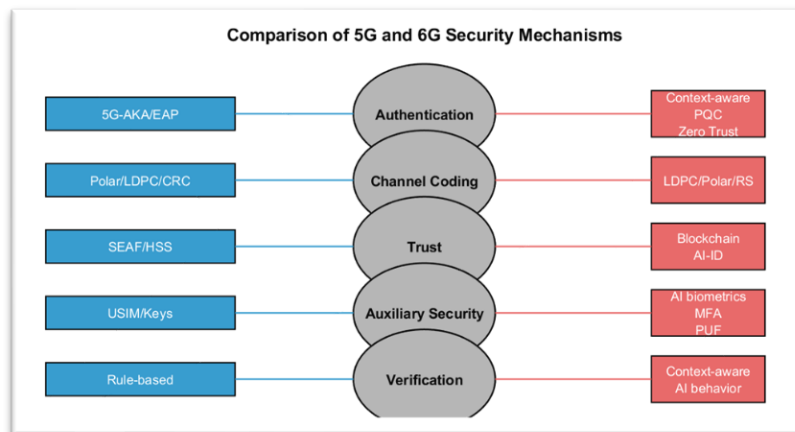 Comparison of 5G and 6G Security Mechanisms
5G-AKA/EAP
Authentication
Context-aware
PQC
Zero Trust
Polar/LDPC/CRC
Channel Coding
LDPC/Polar/RS
SEAF/HSS
Trust
Blockchain
AI-ID
USIM/Keys
Auxiliary Security
AI biometrics
MFA
PUF
Rule-based
Verification
Context-aware
AI behavior